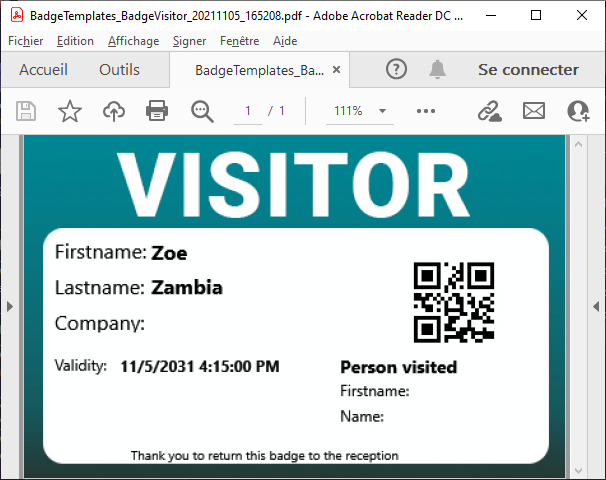 BadgeTemplates_BadgeVisitor_20211105_165208.pdf - Adobe Acrobat Reader DC ...
Fichier Edition Affichage Signer Fenêtre Aide
Accueil Outils BadgeTemplates_Ba... × ? Se connecter
1 / 1 111% ...
VISITOR
Firstname: Zoe
Lastname: Zambia
Company:
Validity: 11/5/2031 4:15:00 PM
Person visited
Firstname:
Name:
Thank you to return this badge to the reception